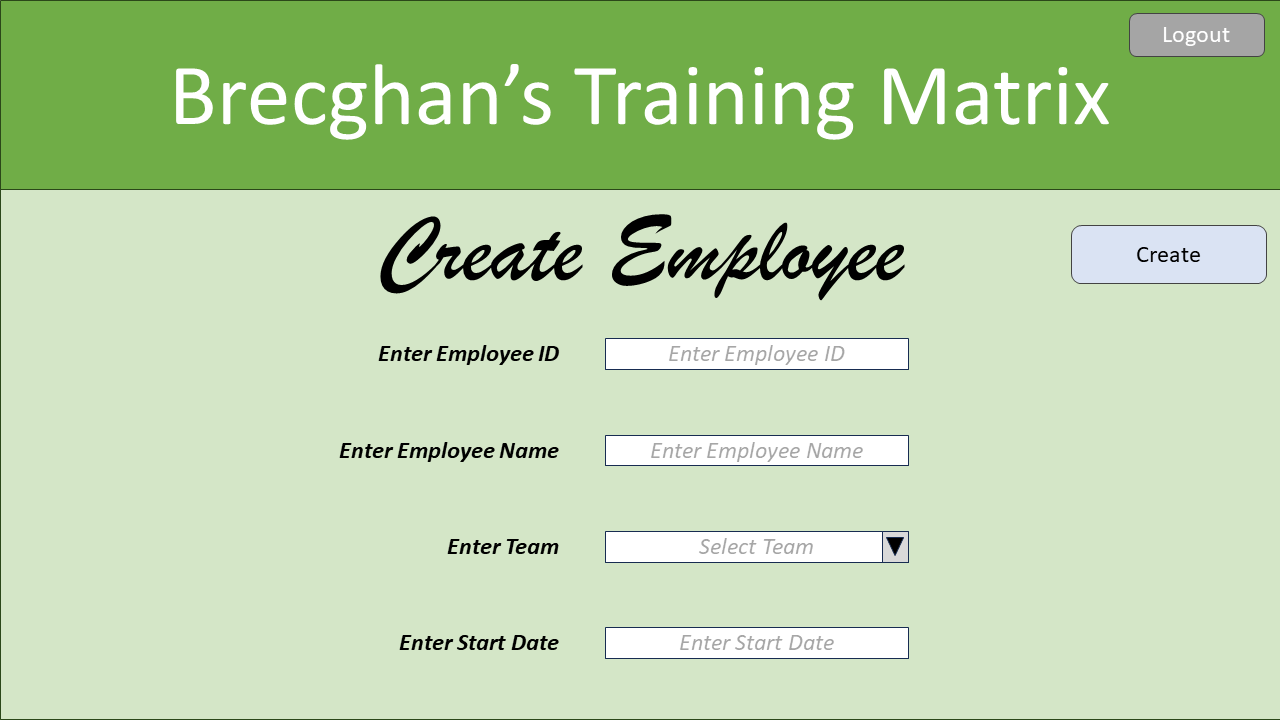 Logout
Brecghan’s Training Matrix
Create Employee
Create
Enter Employee ID
Enter Employee ID
Enter Employee Name
Enter Employee Name
Enter Team
Select Team
Enter Start Date
Enter Start Date